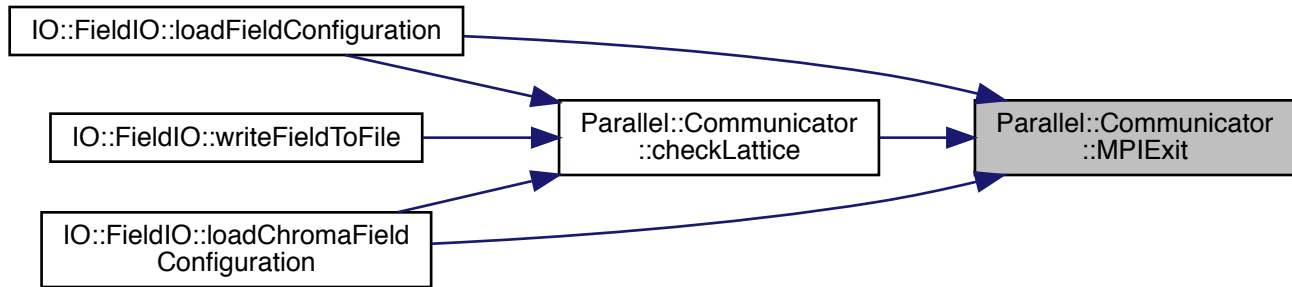 IO::FieldIO::loadFieldConfiguration
IO::FieldIO::writeFieldToFile
IO::FieldIO::loadChromaField
Configuration
Parallel::Communicator
::checkLattice
Parallel::Communicator
::MPIExit